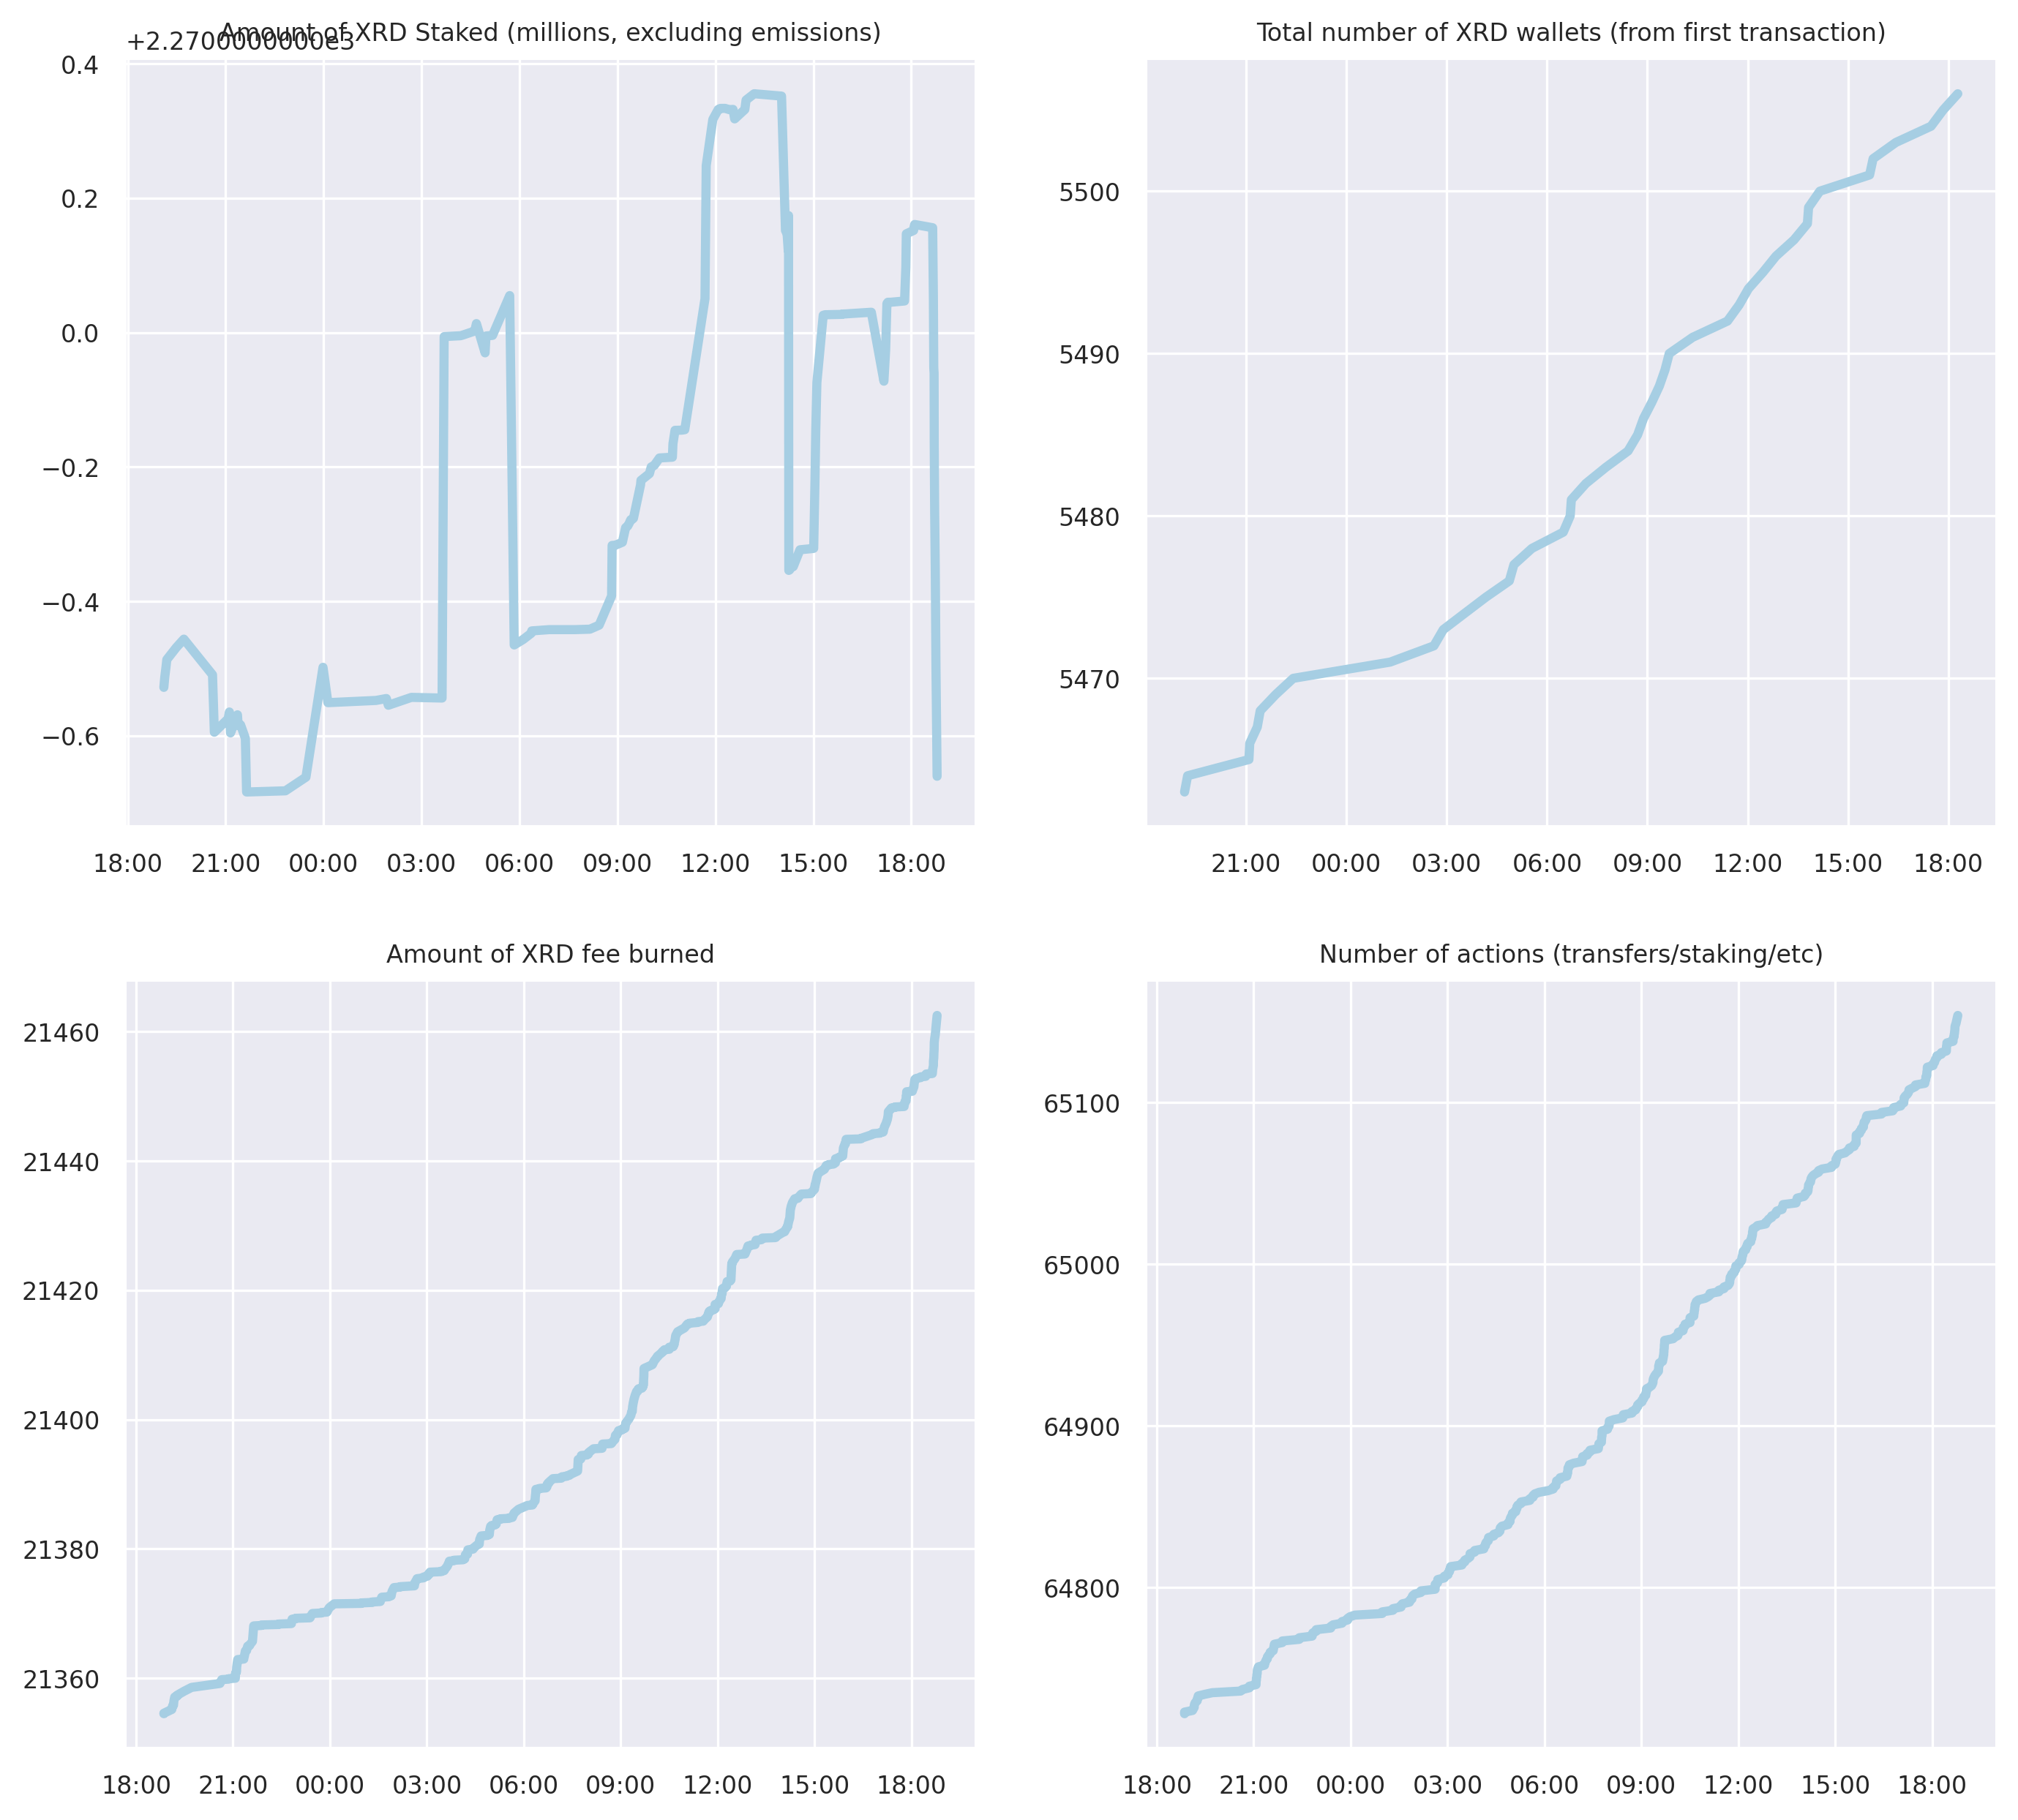 Amount of XRD Staked (millions, excluding emissions)
+2.2700000000e3
0.4
0.2
0.0
−0.2
−0.4
−0.6
18:00 21:00 00:00 03:00 06:00 09:00 12:00 15:00 18:00
Total number of XRD wallets (from first transaction)
5500
5490
5480
5470
21:00 00:00 03:00 06:00 09:00 12:00 15:00 18:00
Amount of XRD fee burned
21460
21440
21420
21400
21380
21360
18:00 21:00 00:00 03:00 06:00 09:00 12:00 15:00 18:00
Number of actions (transfers/staking/etc)
65100
65000
64900
64800
18:00 21:00 00:00 03:00 06:00 09:00 12:00 15:00 18:00